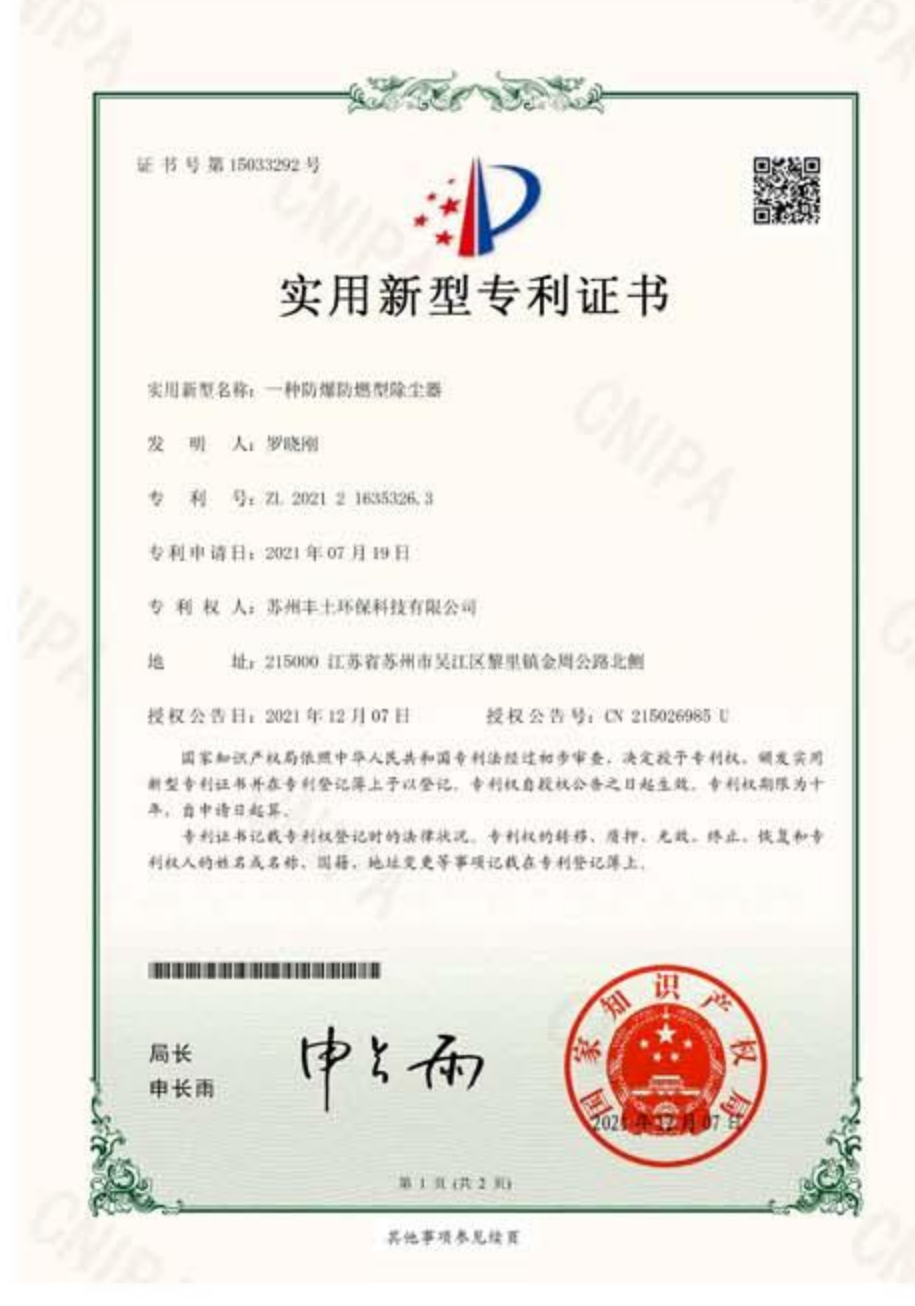 证书号第15033292号
实用新型专利证书
实用新型名称：一种防爆防燃型除尘器
发 明 人：罗晓刚
专 利 号：ZL 2021 2 1635326.3
专利申请日：2021年07月19日
专 利 权 人：苏州丰土环保科技有限公司
地 址：215000 江苏省苏州市吴江区黎里镇金周公路北侧
授权公告日：2021年12月07日 授权公告号：CN 215026985 U
国家知识产权局依照中华人民共和国专利法经过初步审查，决定授予专利权，颁发实用
新型专利证书并在专利登记簿上予以登记。专利权自授权公告之日起生效。专利权期限为十
年，自申请日起算。
专利证书记载专利权登记时的法律状况。专利权的转移、质押、无效、终止、恢复和专
利权人的姓名或名称、国籍、地址变更等事项记载在专利登记簿上。
局长
申长雨
申长雨
国家知识产权局
2021年12月07日
第 1 页 (共 2 页)
其他事项参见续页
CNIPA
CNIPA
CNIPA
CNIPA
CNIPA